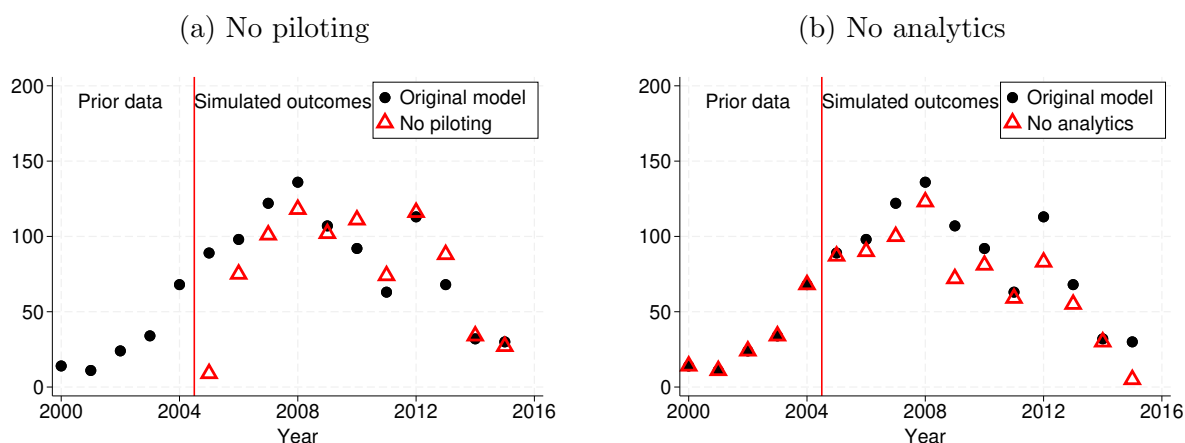 (a) No piloting
200
150
100
50
0
Prior data
Simulated outcomes
Original model
No piloting
2000
2004
2008
2012
2016
Year
(b) No analytics
200
150
100
50
0
Prior data
Simulated outcomes
Original model
No analytics
2000
2004
2008
2012
2016
Year